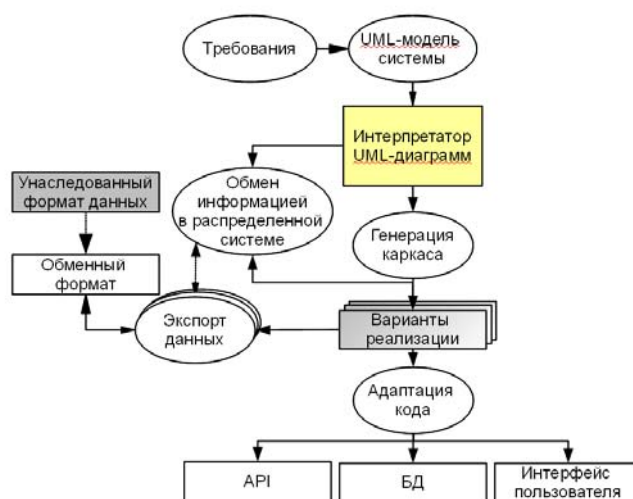 Требования
UML-модель
системы
Интерпретатор
UML-диаграмм
Унаследованный
формат данных
Обмен
информацией
в распределенной
системе
Генерация
каркаса
Обменный
формат
Экспорт
данных
Варианты
реализации
Адаптация
кода
API
БД
Интерфейс
пользователя